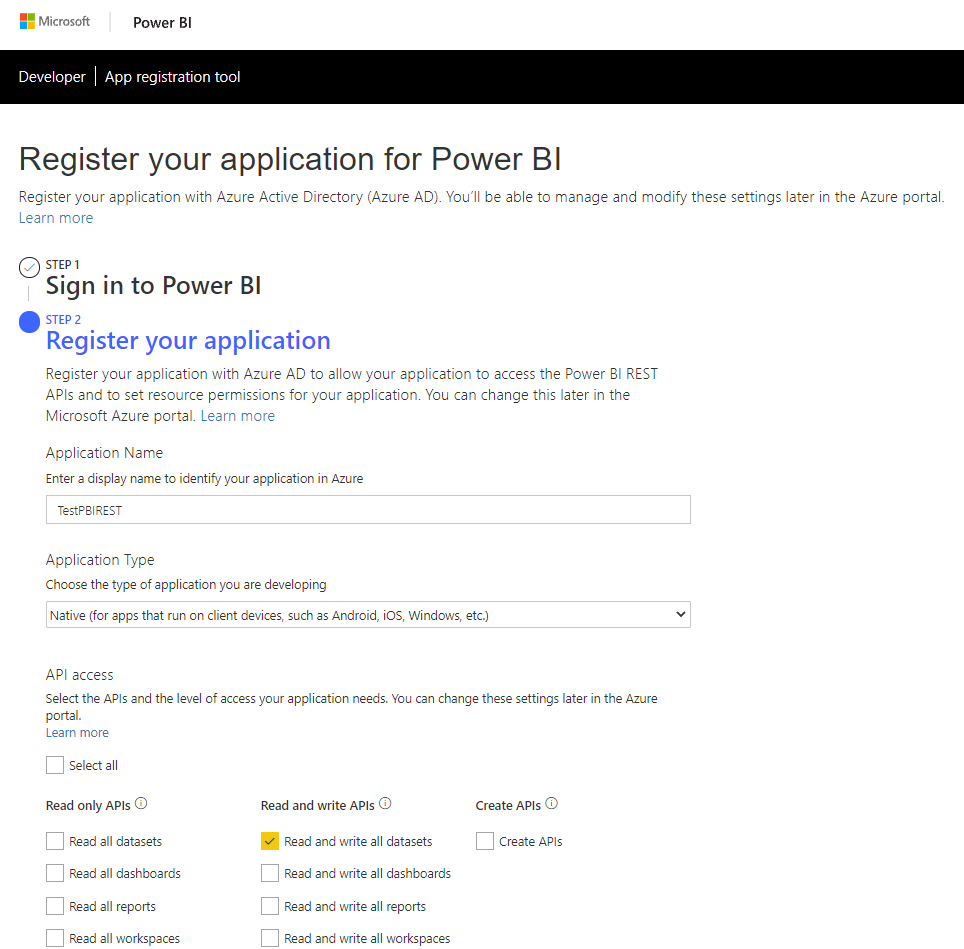 Microsoft Power BI
Developer App registration tool
Register your application for Power BI
Register your application with Azure Active Directory (Azure AD). You’ll be able to manage and modify these settings later in the Azure portal.
Learn more
STEP 1
Sign in to Power BI
STEP 2
Register your application
Register your application with Azure AD to allow your application to access the Power BI REST
APIs and to set resource permissions for your application. You can change this later in the
Microsoft Azure portal. Learn more
Application Name
Enter a display name to identify your application in Azure
TestPBIREST
Application Type
Choose the type of application you are developing
Native (for apps that run on client devices, such as Android, iOS, Windows, etc.)
API access
Select the APIs and the level of access your application needs. You can change these settings later in the Azure
portal.
Learn more
Select all
Read only APIs Read and write APIs Create APIs
Read all datasets Read and write all datasets Create APIs
Read all dashboards Read and write all dashboards
Read all reports Read and write all reports
Read all workspaces Read and write all workspaces